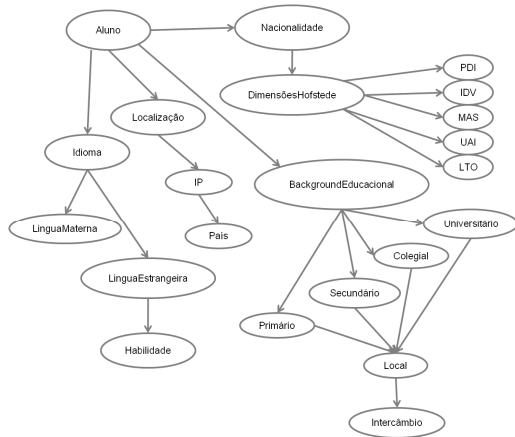 Aluno
Nacionalidade
PDI
DimensõesHofstede
IDV
MAS
Localização
UAI
Idioma
LTO
IP
BackgroundEducacional
LinguaMaterna
Universitário
País
Colegial
LinguaEstrangeira
Secundário
Primário
Habilidade
Local
Intercâmbio